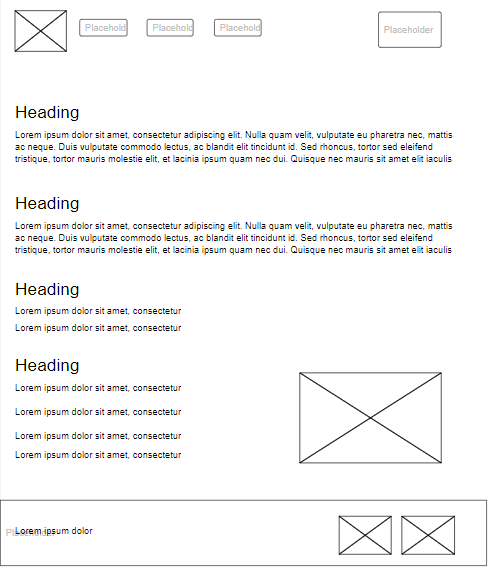 Placehold
Placehold
Placehold
Placeholder
Heading
Lorem ipsum dolor sit amet, consectetur adipiscing elit. Nulla quam velit, vulputate eu pharetra nec, mattis
ac neque. Duis vulputate commodo lectus, ac blandit elit tincidunt id. Sed rhoncus, tortor sed eleifend
tristique, tortor mauris molestie elit, et lacinia ipsum quam nec dui. Quisque nec mauris sit amet elit iaculis
Heading
Lorem ipsum dolor sit amet, consectetur adipiscing elit. Nulla quam velit, vulputate eu pharetra nec, mattis
ac neque. Duis vulputate commodo lectus, ac blandit elit tincidunt id. Sed rhoncus, tortor sed eleifend
tristique, tortor mauris molestie elit, et lacinia ipsum quam nec dui. Quisque nec mauris sit amet elit iaculis
Heading
Lorem ipsum dolor sit amet, consectetur
Lorem ipsum dolor sit amet, consectetur
Heading
Lorem ipsum dolor sit amet, consectetur
Lorem ipsum dolor sit amet, consectetur
Lorem ipsum dolor sit amet, consectetur
Lorem ipsum dolor sit amet, consectetur
Lorem ipsum dolor